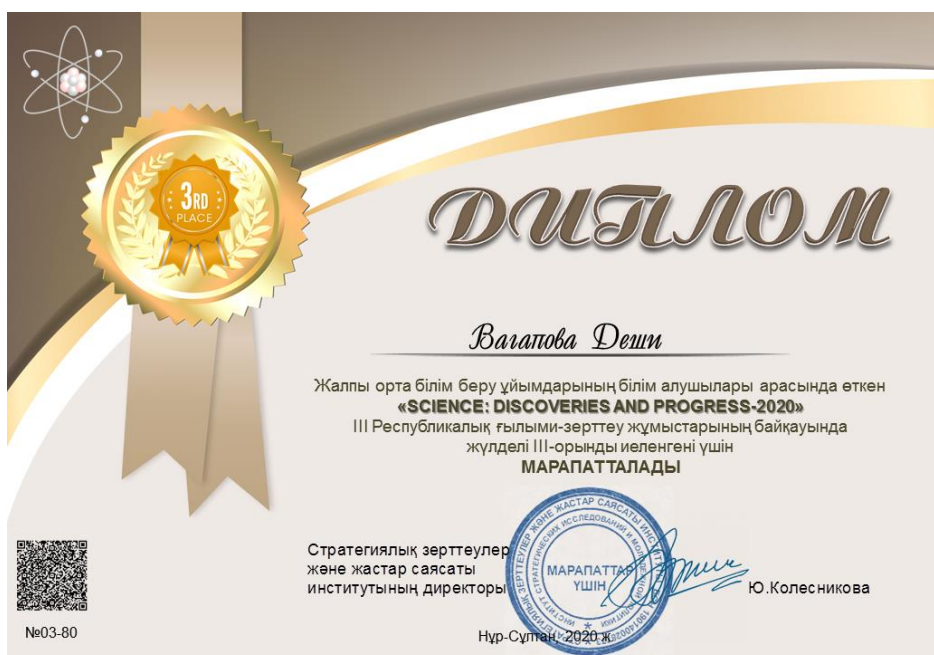 3RD
PLACE
ДИПЛОМ
Вагапова Деши
Жалпы орта білім беру ұйымдарының білім алушылары арасында өткен
«SCIENCE: DISCOVERIES AND PROGRESS-2020»
III Республикалық ғылыми-зерттеу жұмыстарының байқауында
жүлделі III-орынды иеленгені үшін
МАРАПАТТАЛАДЫ
Стратегиялық зерттеулер
және жастар саясаты
институтының директоры
МАРАПАТТАР
ҮШІН
Ю.Колесникова
№03-80
Нұр-Сұлтан, 2020 ж.